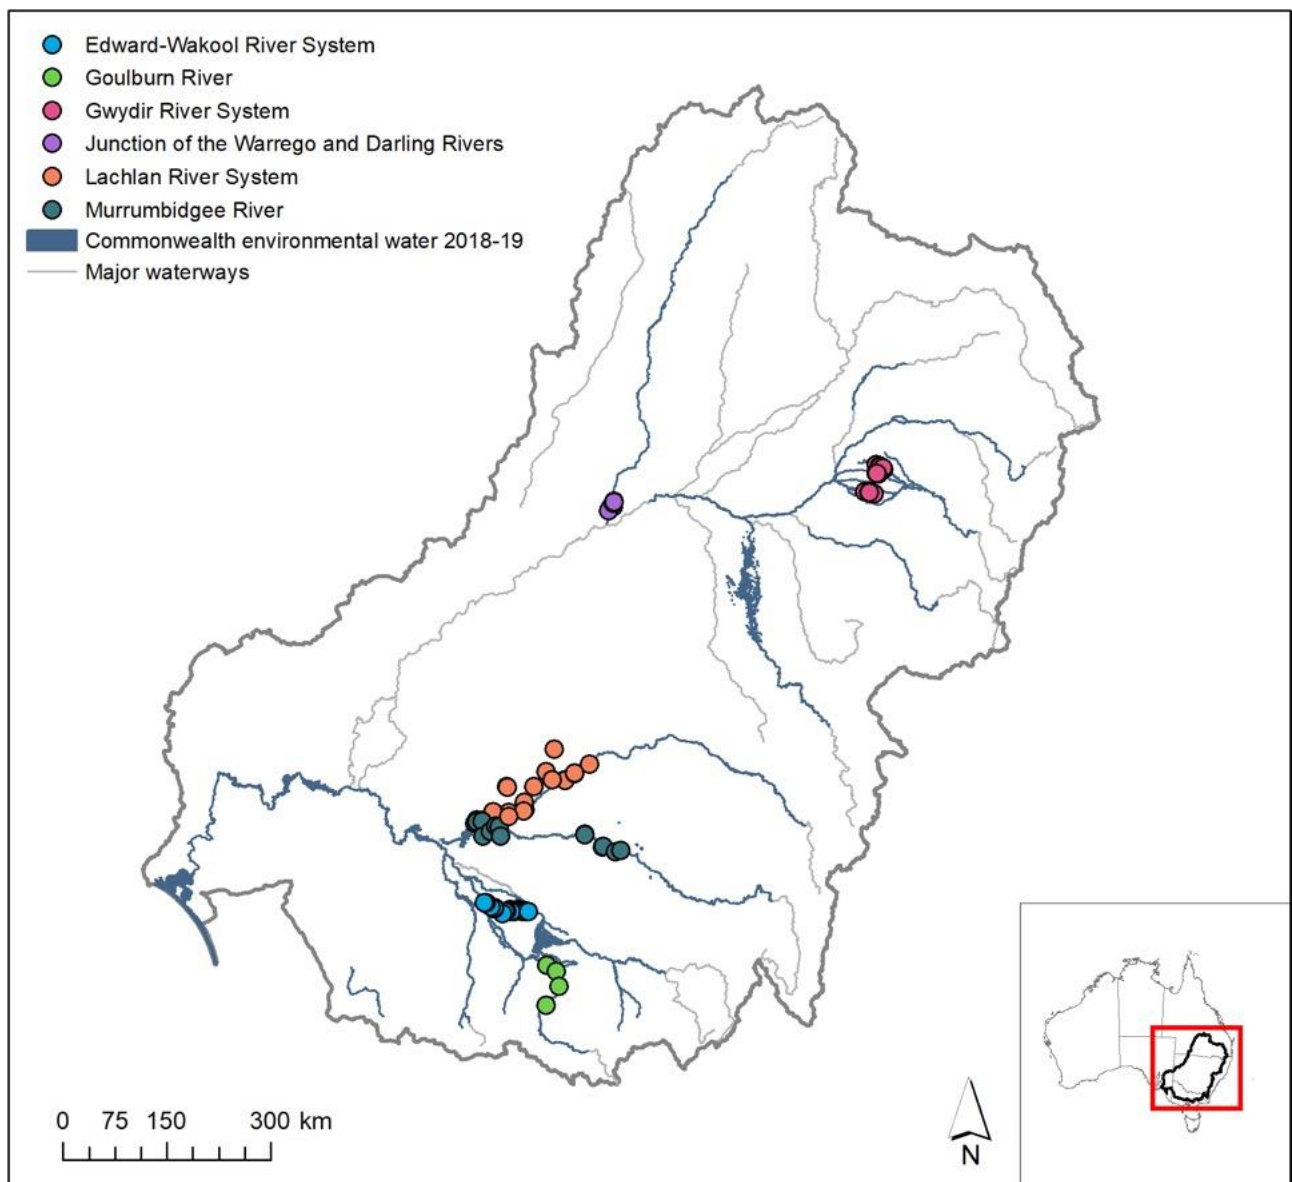 Edward-Wakool River System
Goulburn River
Gwydir River System
Junction of the Warrego and Darling Rivers
Lachlan River System
Murrumbidgee River
Commonwealth environmental water 2018-19
Major waterways
0 75 150 300 km
N